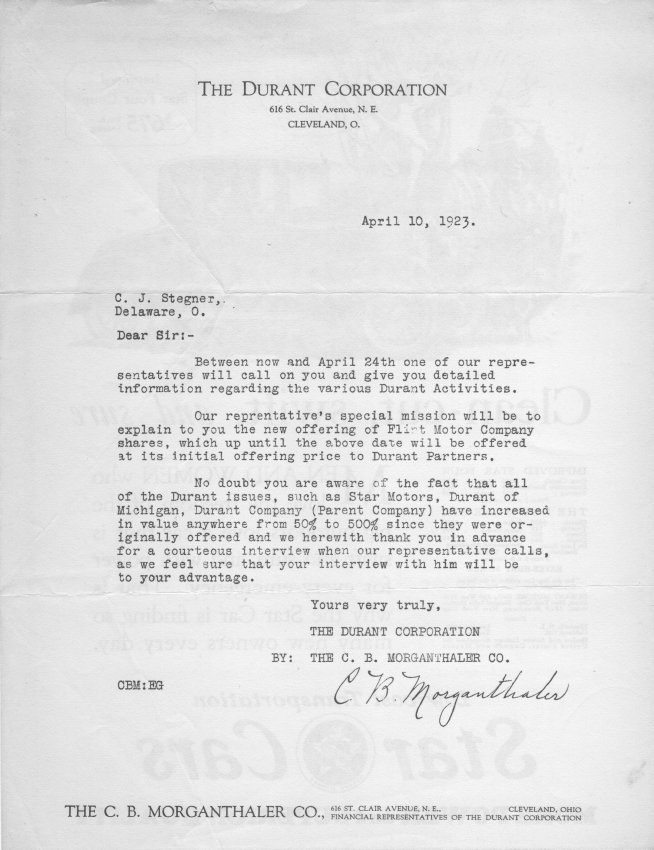 THE DURANT CORPORATION
616 St. Clair Avenue, N. E.
CLEVELAND, O.
April 10, 1923.
C. J. Stegner,
Delaware, O.
Dear Sir:-
Between now and April 24th one of our repre-
sentatives will call on you and give you detailed
information regarding the various Durant Activities.
Our reprentative's special mission will be to
explain to you the new offering of Flint Motor Company
shares, which up until the above date will be offered
at its initial offering price to Durant Partners.
No doubt you are aware of the fact that all
of the Durant issues, such as Star Motors, Durant of
Michigan, Durant Company (Parent Company) have increased
in value anywhere from 50% to 500% since they were or-
iginally offered and we herewith thank you in advance
for a courteous interview when our representative calls,
as we feel sure that your interview with him will be
to your advantage.
Yours very truly,
THE DURANT CORPORATION
BY: THE C. B. MORGANTHALER CO.
CBM:EG
C B Morganthaler
THE C. B. MORGANTHALER CO., 616 ST. CLAIR AVENUE, N. E., CLEVELAND, OHIO
FINANCIAL REPRESENTATIVES OF THE DURANT CORPORATION
Star Cars